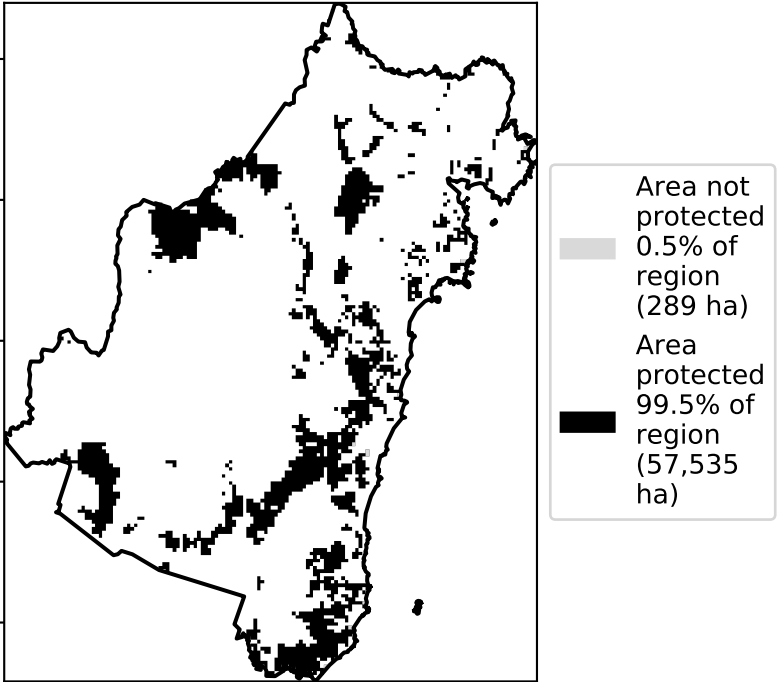 Area not
protected
0.5% of
region
(289 ha)
Area
protected
99.5% of
region
(57,535
ha)